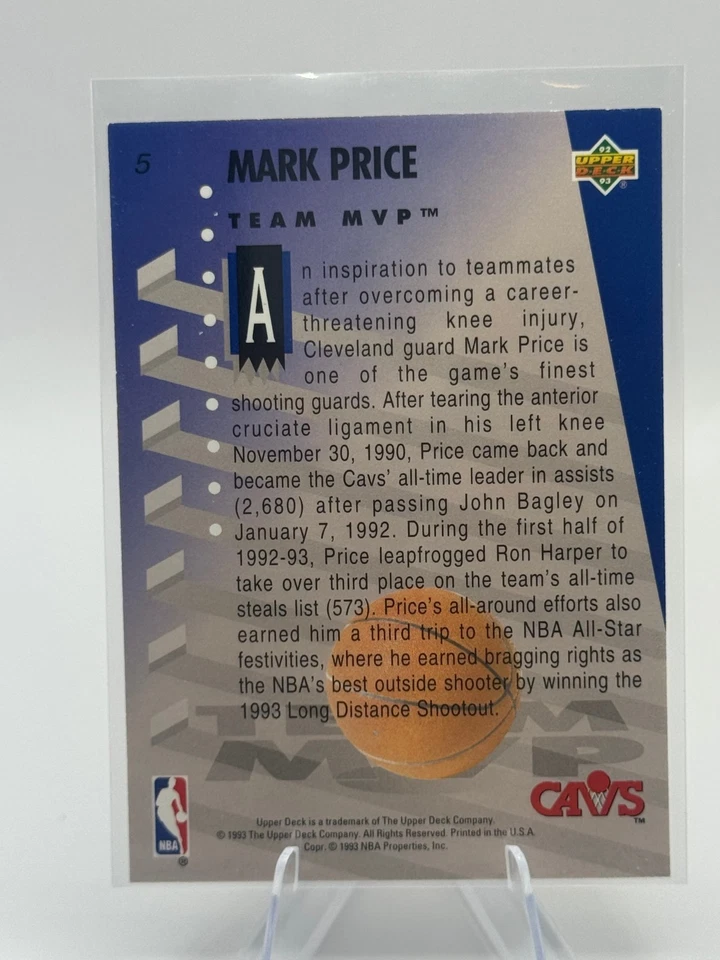 5
MARK PRICE
92
UPPER
DECK
93
®
TEAM MVP™
An inspiration to teammates
after overcoming a career-
threatening knee injury,
Cleveland guard Mark Price is
one of the game's finest
shooting guards. After tearing the anterior
cruciate ligament in his left knee
November 30, 1990, Price came back and
became the Cavs' all-time leader in assists
(2,680) after passing John Bagley on
January 7, 1992. During the first half of
1992-93, Price leapfrogged Ron Harper to
take over third place on the team's all-time
steals list (573). Price's all-around efforts also
earned him a third trip to the NBA All-Star
festivities, where he earned bragging rights as
the NBA's best outside shooter by winning the
1993 Long Distance Shootout.
TEAM
MVP
CAVS
™
NBA
®
Upper Deck is a trademark of The Upper Deck Company.
© 1993 The Upper Deck Company. All Rights Reserved. Printed in the U.S.A.
Copr. © 1993 NBA Properties, Inc.